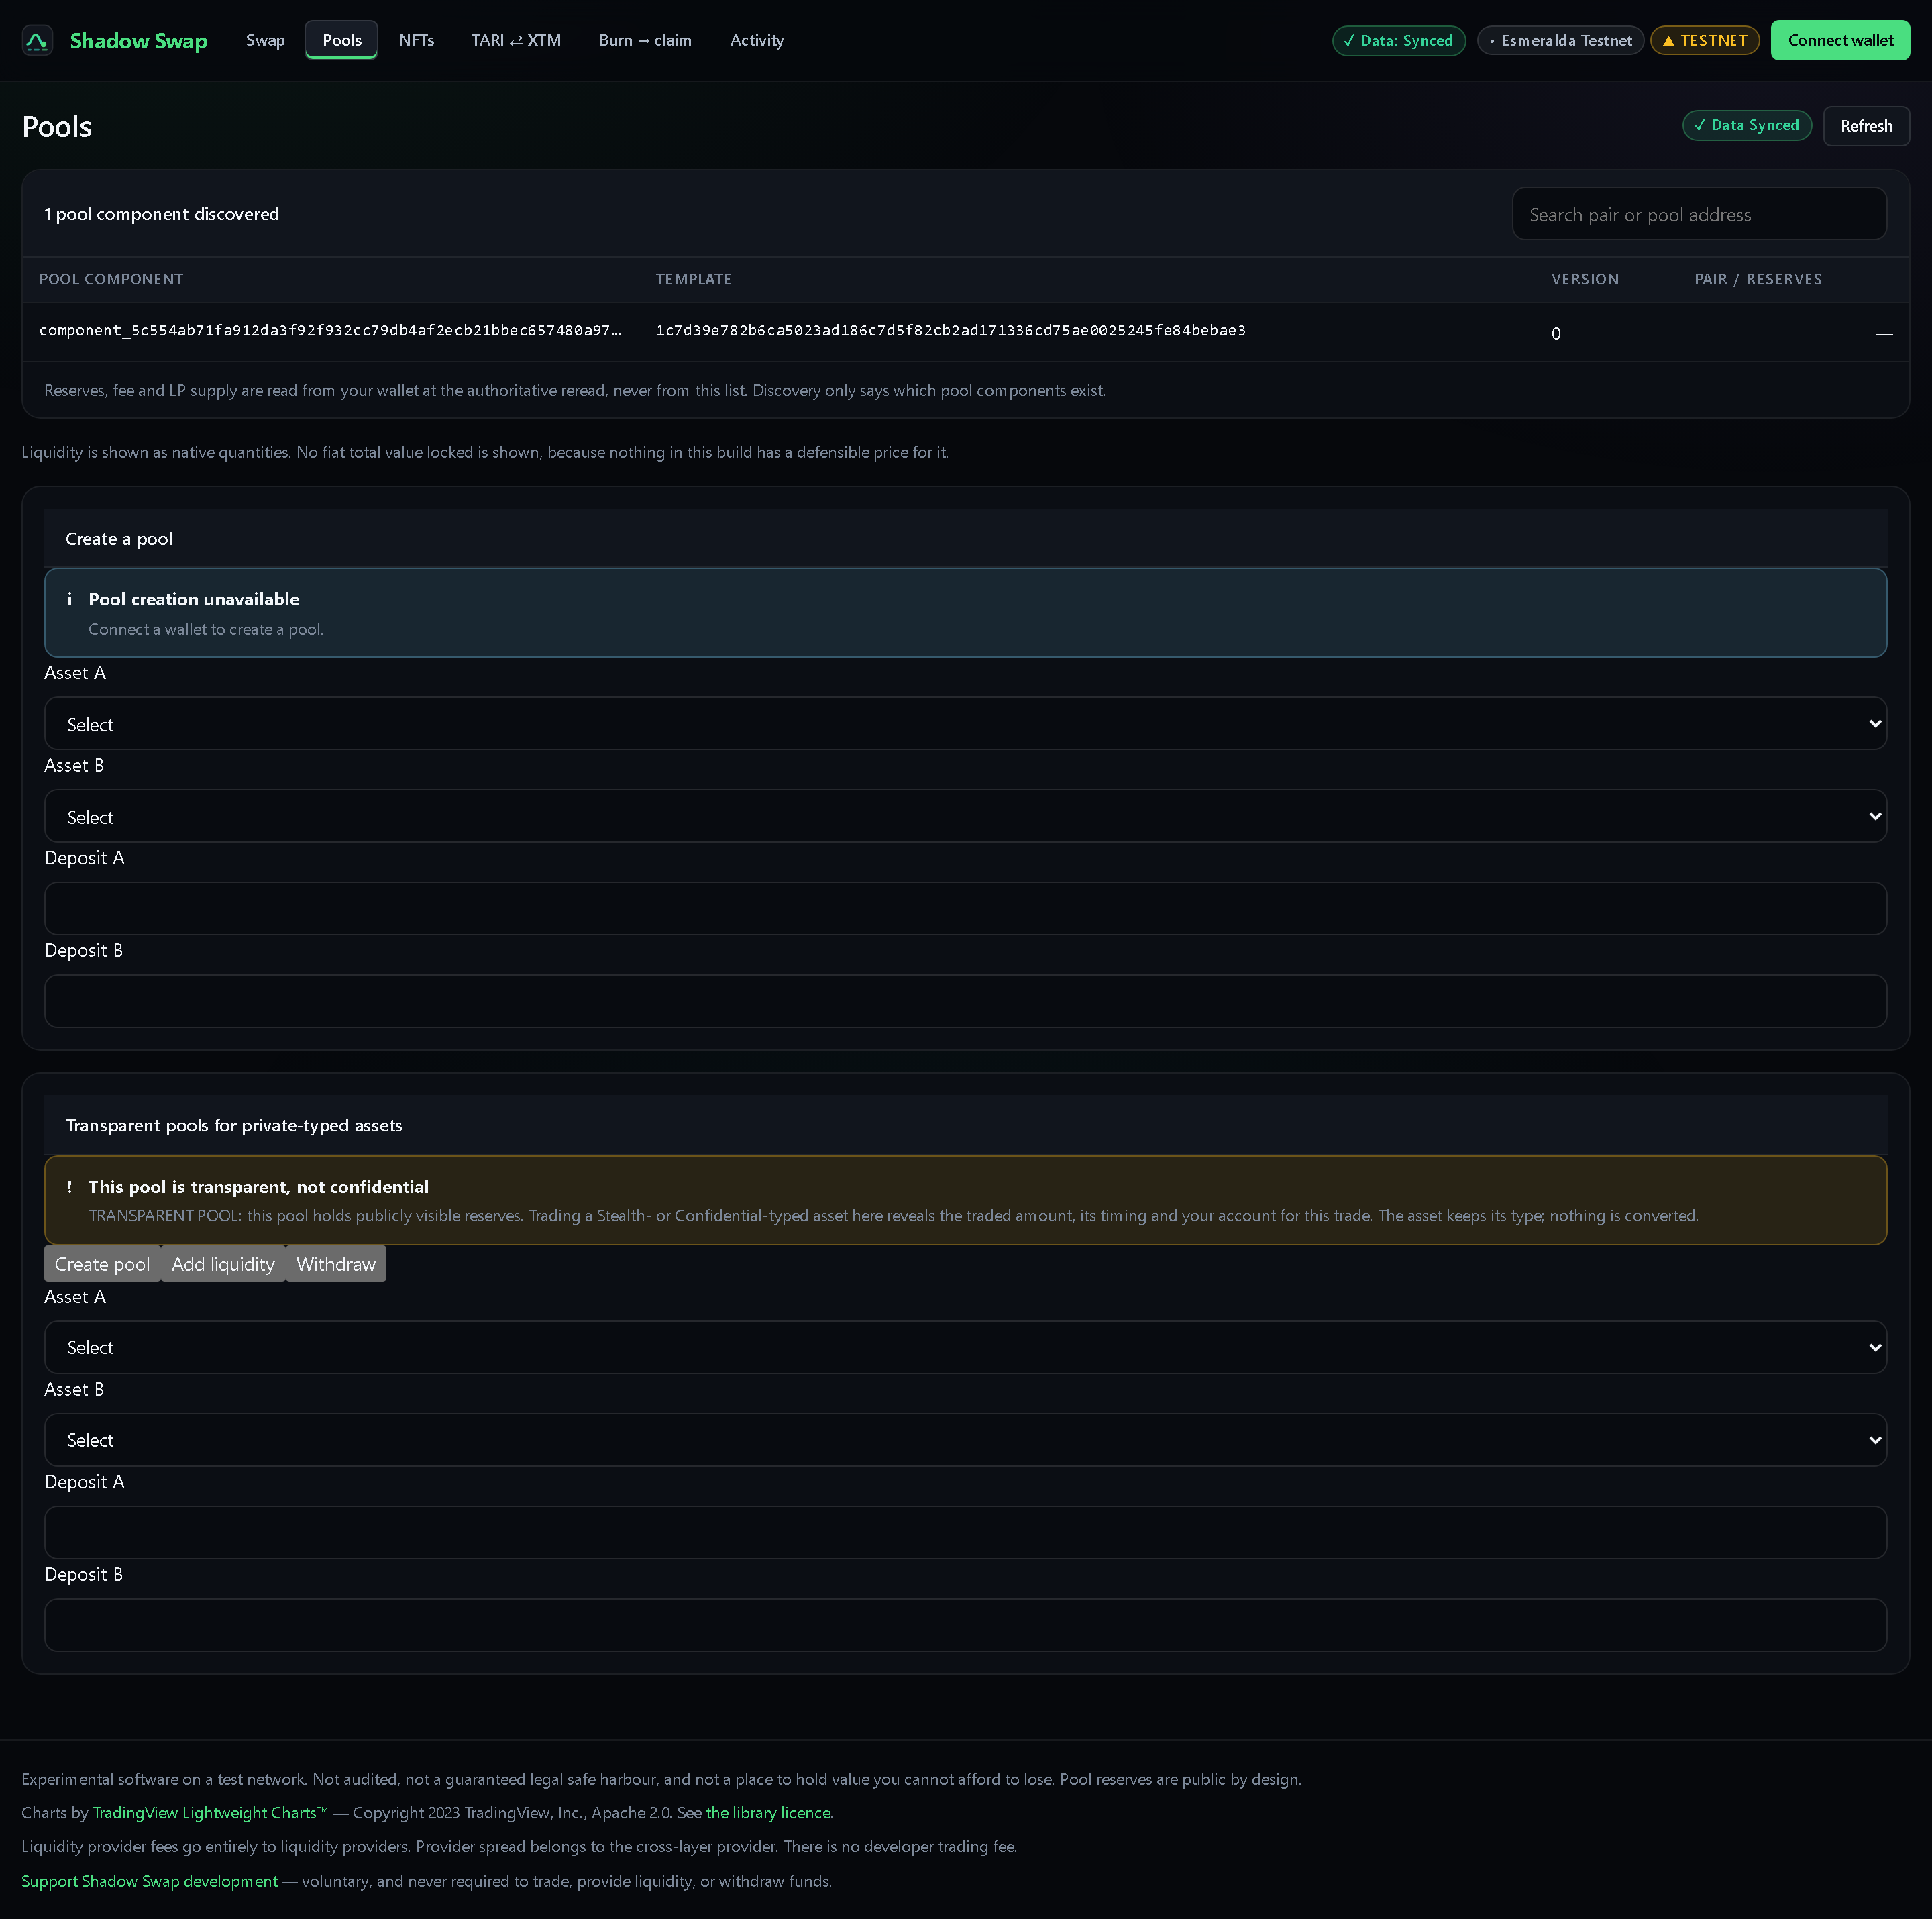 Shadow Swap
Swap
Pools
NFTs
TARI ⇄ XTM
Burn → claim
Activity
✓ Data: Synced
• Esmeralda Testnet
▲ TESTNET
Connect wallet
Pools
✓ Data Synced
Refresh
1 pool component discovered
Search pair or pool address
POOL COMPONENT
TEMPLATE
VERSION
PAIR / RESERVES
component_5c554ab71fa912da3f92f932cc79db4af2ecb21bbec657480a97…
1c7d39e782b6ca5023ad186c7d5f82cb2ad171336cd75ae0025245fe84bebae3
0
—
Reserves, fee and LP supply are read from your wallet at the authoritative reread, never from this list. Discovery only says which pool components exist.
Liquidity is shown as native quantities. No fiat total value locked is shown, because nothing in this build has a defensible price for it.
Create a pool
i Pool creation unavailable
Connect a wallet to create a pool.
Asset A
Select
Asset B
Select
Deposit A
Deposit B
Transparent pools for private-typed assets
! This pool is transparent, not confidential
TRANSPARENT POOL: this pool holds publicly visible reserves. Trading a Stealth- or Confidential-typed asset here reveals the traded amount, its timing and your account for this trade. The asset keeps its type; nothing is converted.
Create pool
Add liquidity
Withdraw
Asset A
Select
Asset B
Select
Deposit A
Deposit B
Experimental software on a test network. Not audited, not a guaranteed legal safe harbour, and not a place to hold value you cannot afford to lose. Pool reserves are public by design.
Charts by TradingView Lightweight Charts™ — Copyright 2023 TradingView, Inc., Apache 2.0. See the library licence.
Liquidity provider fees go entirely to liquidity providers. Provider spread belongs to the cross-layer provider. There is no developer trading fee.
Support Shadow Swap development — voluntary, and never required to trade, provide liquidity, or withdraw funds.